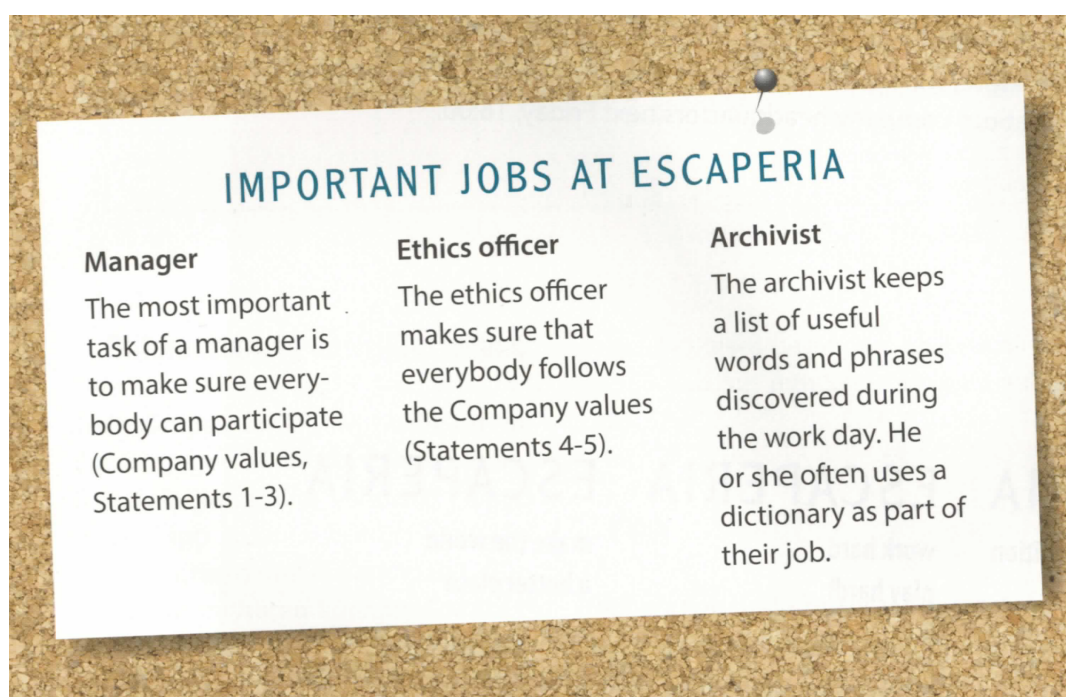 IMPORTANT JOBS AT ESCAPERIA
Manager
The most important
task of a manager is
to make sure every-
body can participate
(Company values,
Statements 1-3).
Ethics officer
The ethics officer
makes sure that
everybody follows
the Company values
(Statements 4-5).
Archivist
The archivist keeps
a list of useful
words and phrases
discovered during
the work day. He
or she often uses a
dictionary as part of
their job.